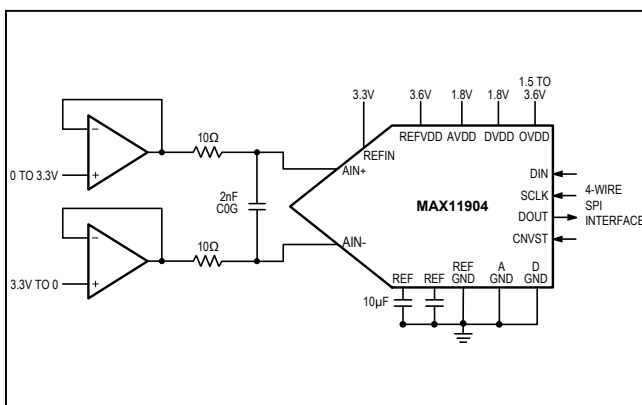 3.3V
3.6V
1.8V
1.8V
1.5 TO
3.6V
REFVDD AVDD DVDD OVDD
REFIN
10Ω
0 TO 3.3V
AIN+
DIN
SCLK
DOUT
CNVST
4-WIRE
SPI
INTERFACE
2nF
C0G
MAX11904
10Ω
AIN-
3.3V TO 0
REF
REF
REF
GND
A
GND
D
GND
10µF
−
+
−
+